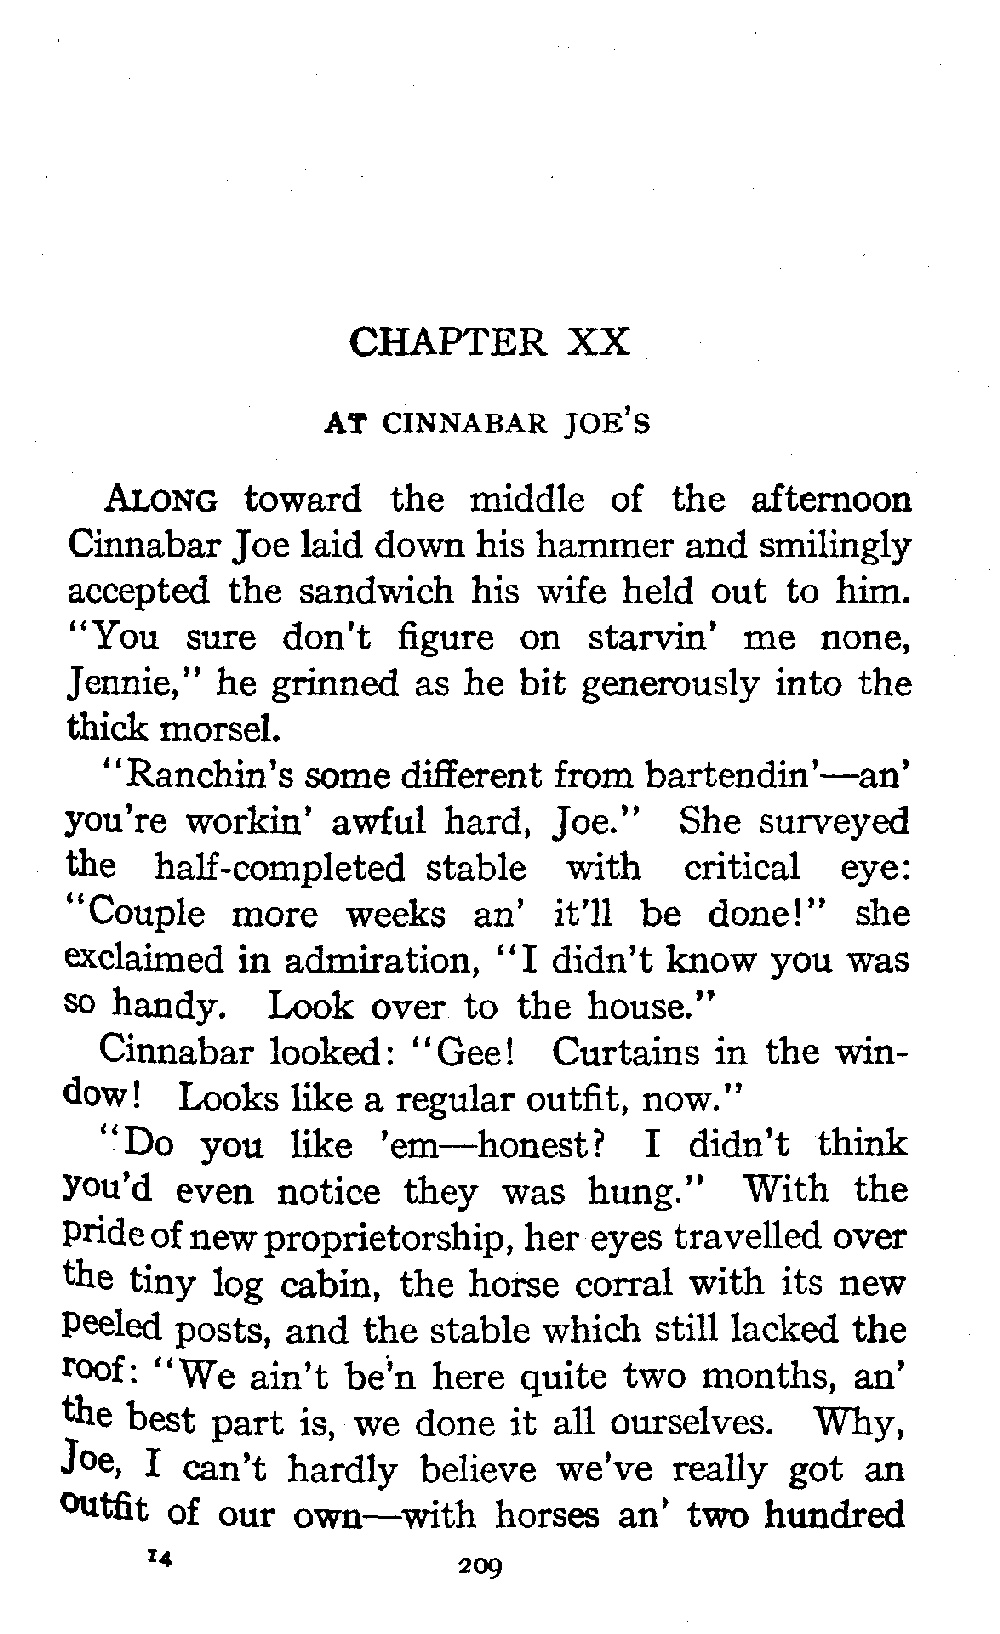 CHAPTER XX
AT CINNABAR JOE'S
ALONG toward the middle of the afternoon
Cinnabar Joe laid down his hammer and smilingly
accepted the sandwich his wife held out to him.
"You sure don't figure on starvin' me none,
Jennie," he grinned as he bit generously into the
thick morsel.
"Ranchin's some different from bartendin'—an'
you're workin' awful hard, Joe." She surveyed
the half-completed stable with critical eye:
"Couple more weeks an' it'll be done!" she
exclaimed in admiration, "I didn't know you was
so handy. Look over to the house."
Cinnabar looked: "Gee! Curtains in the win-
dow! Looks like a regular outfit, now."
"Do you like 'em—honest? I didn't think
you'd even notice they was hung." With the
pride of new proprietorship, her eyes travelled over
the tiny log cabin, the horse corral with its new
peeled posts, and the stable which still lacked the
roof: "We ain't be'n here quite two months, an'
the best part is, we done it all ourselves. Why,
Joe, I can't hardly believe we've really got an
outfit of our own—with horses an' two hundred
14 209